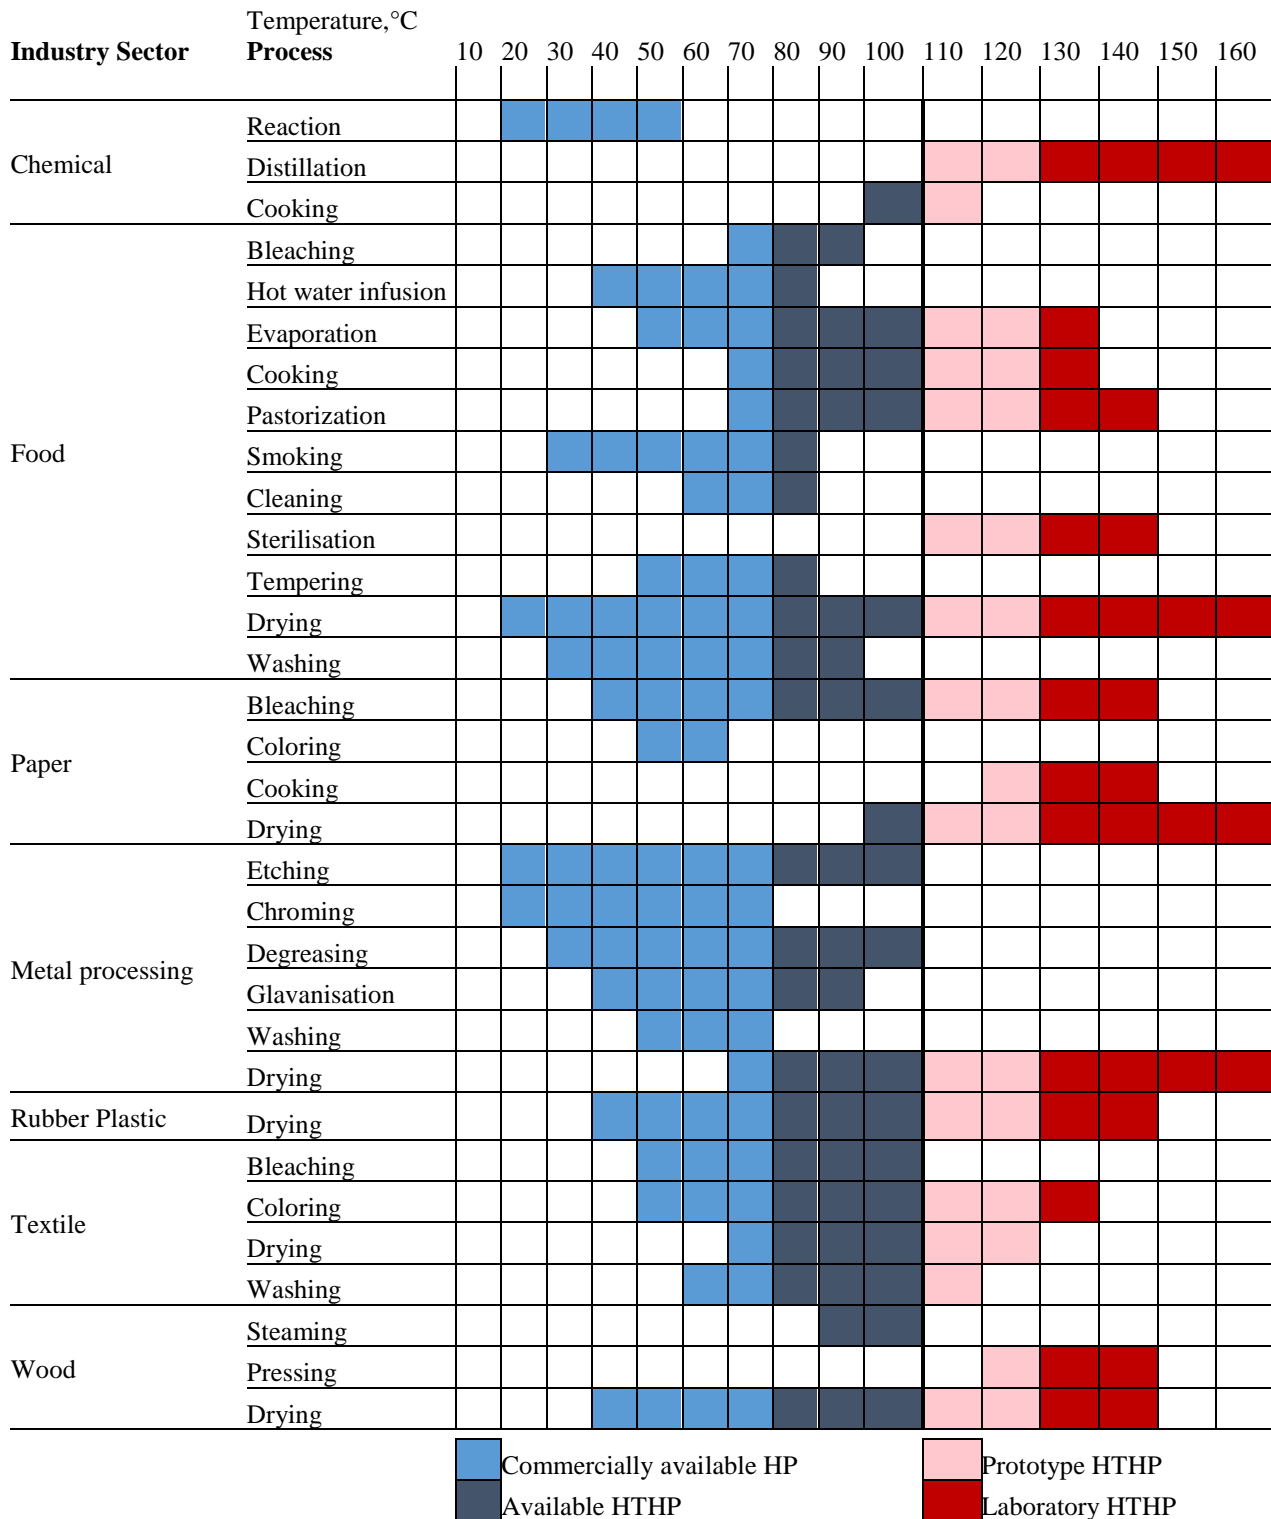 Temperature,°C
Industry Sector Process 10 20 30 40 50 60 70 80 90 100 110 120 130 140 150 160
Chemical
Reaction
Distillation
Cooking
Food
Bleaching
Hot water infusion
Evaporation
Cooking
Pastorization
Smoking
Cleaning
Sterilisation
Tempering
Drying
Washing
Paper
Bleaching
Coloring
Cooking
Drying
Metal processing
Etching
Chroming
Degreasing
Glavanisation
Washing
Drying
Rubber Plastic Drying
Textile
Bleaching
Coloring
Drying
Washing
Wood
Steaming
Pressing
Drying
Commercially available HP Prototype HTHP
Available HTHP Laboratory HTHP